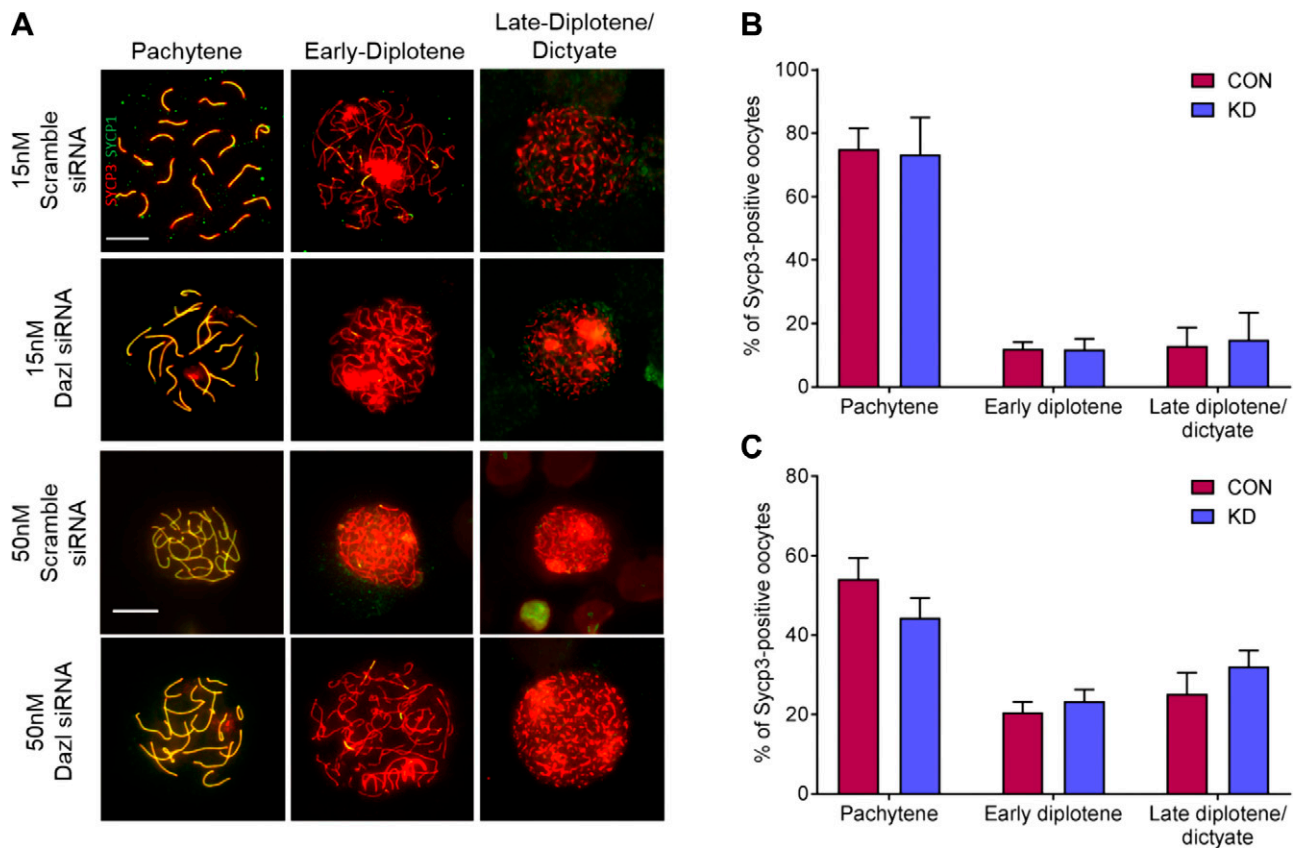 A
Pachytene
Early-Diplotene
Late-Diplotene/
Dictyate
15nM
Scramble
siRNA
SYCP3 SYCP1
15nM
Dazl siRNA
50nM
Scramble
siRNA
50nM
Dazl siRNA
B
100
80
60
40
20
0
% of Sycp3-positive oocytes
CON
KD
Pachytene
Early diplotene
Late diplotene/
dictyate
C
80
60
40
20
0
% of Sycp3-positive oocytes
CON
KD
Pachytene
Early diplotene
Late diplotene/
dictyate